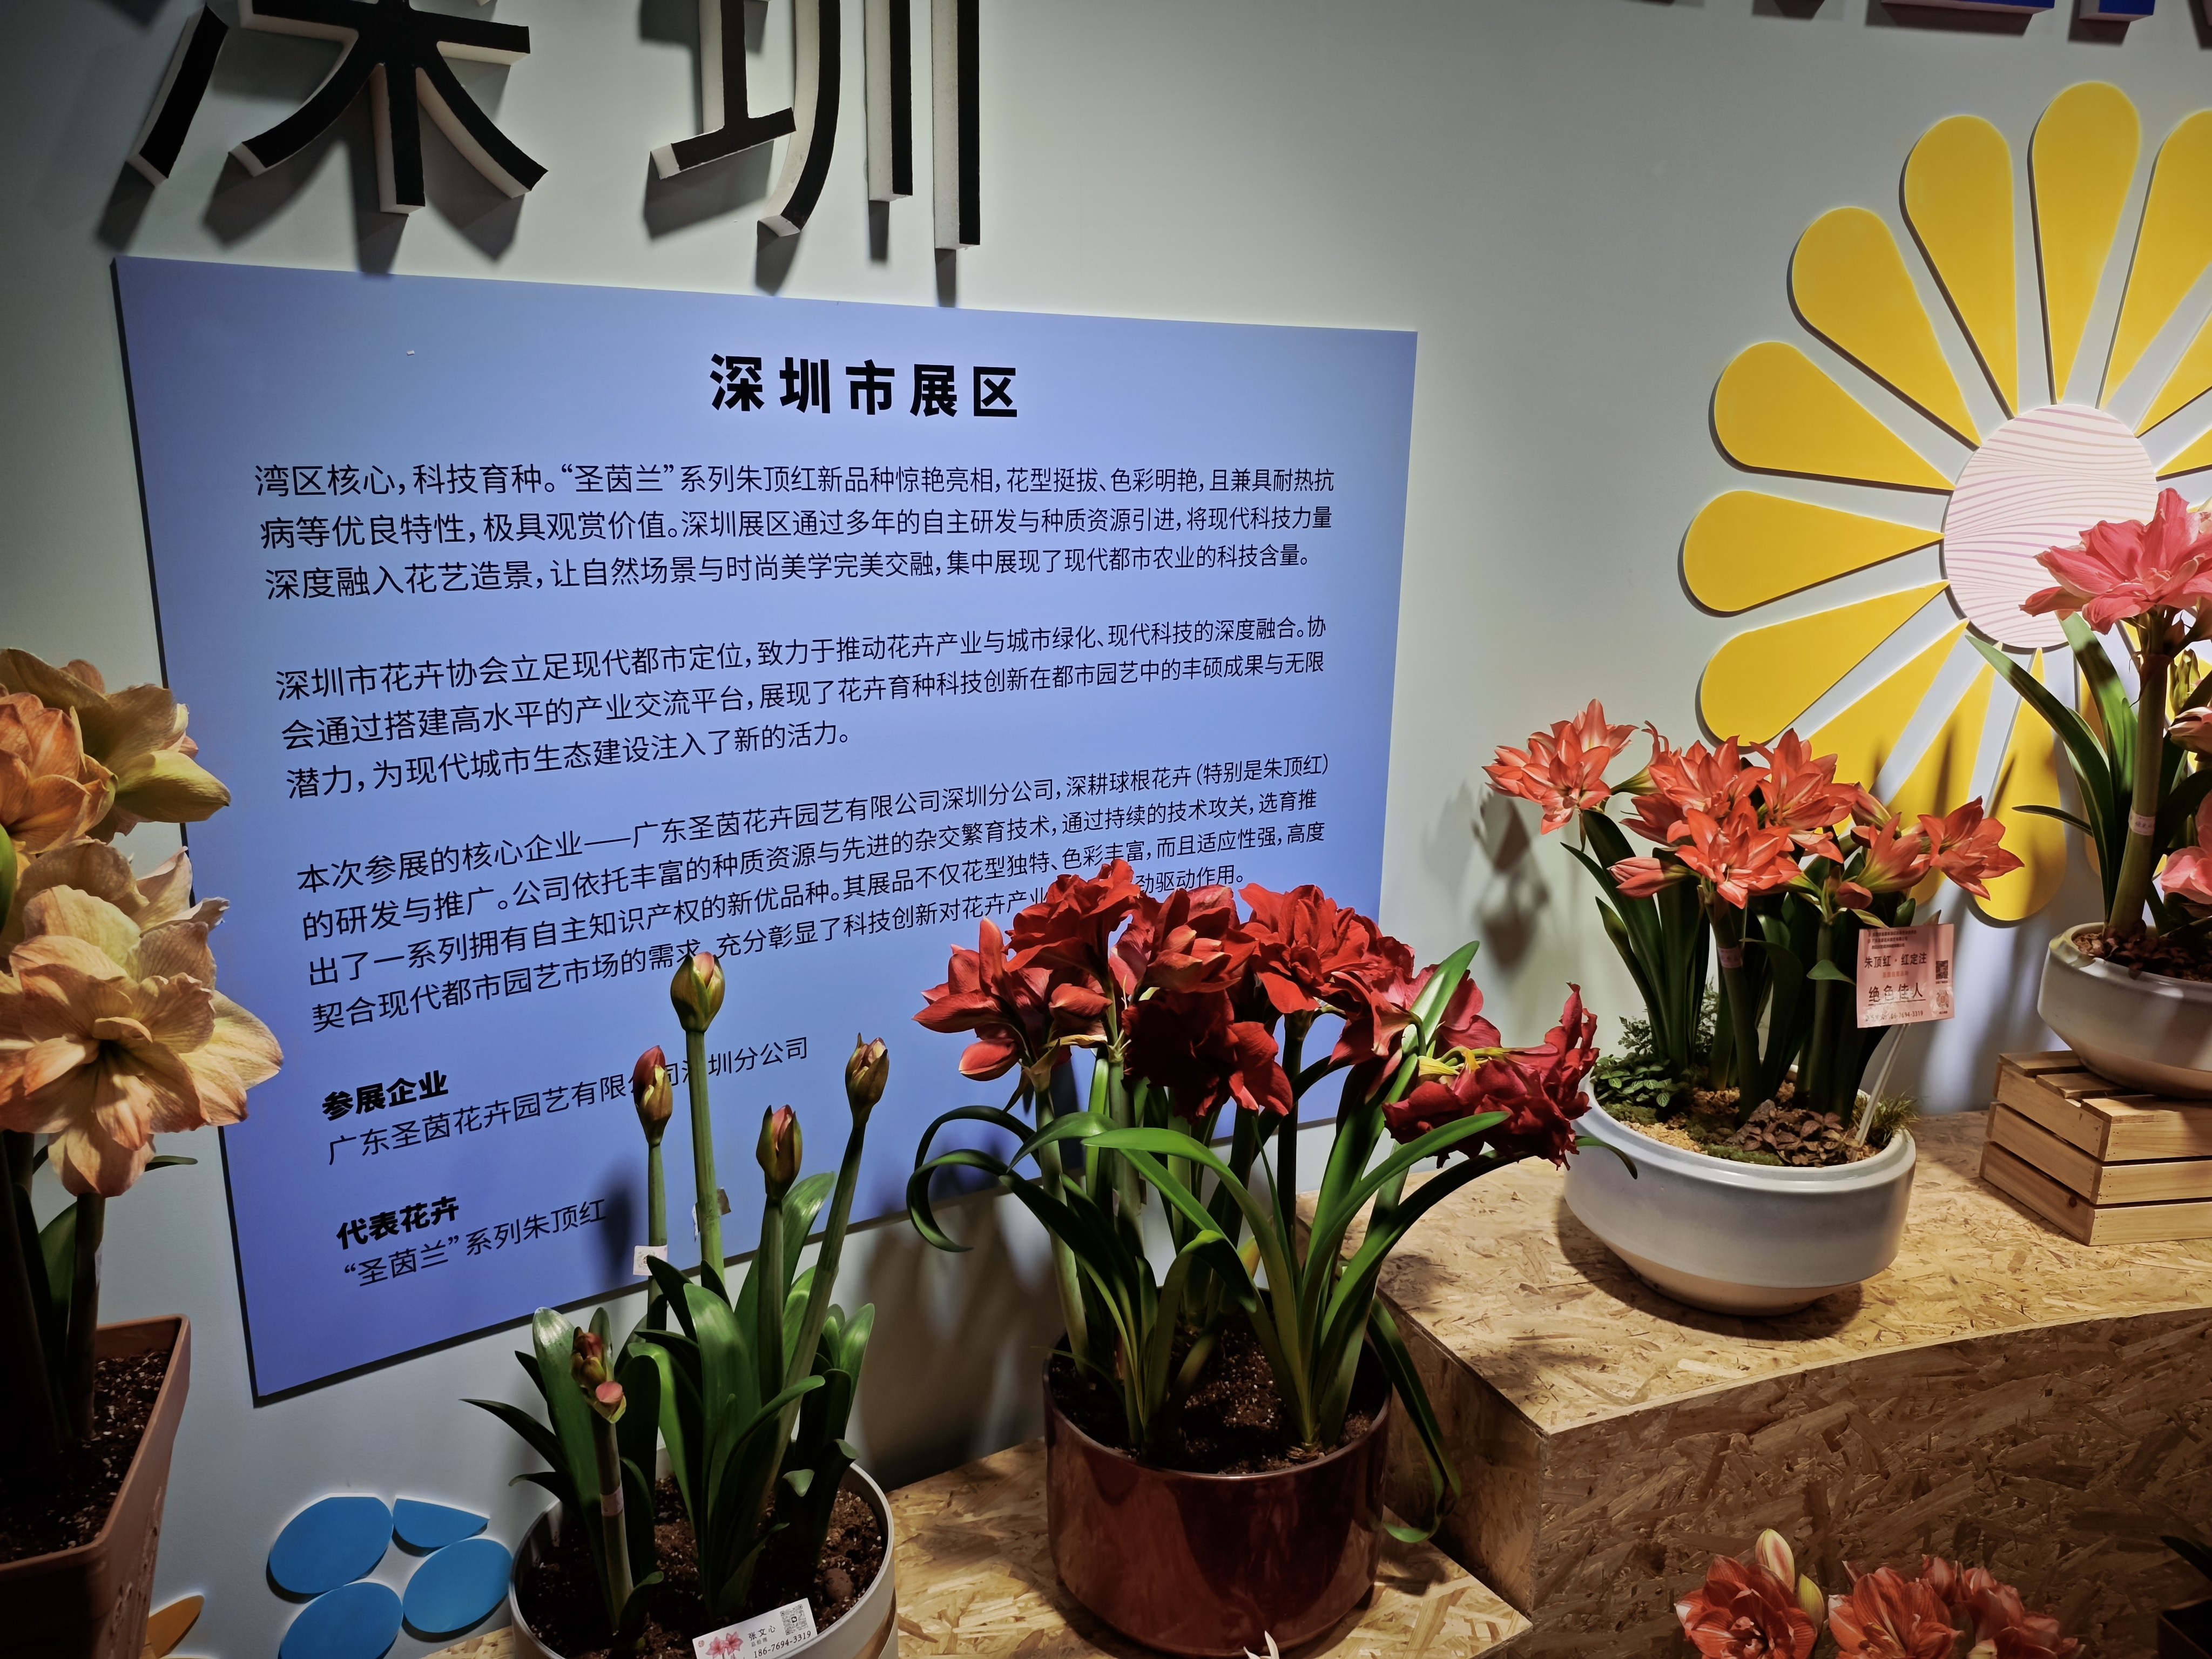 深圳
深圳市展区
湾区核心，科技育种。“圣茵兰”系列朱顶红新品种惊艳亮相，花型挺拔、色彩明艳，且兼具耐热抗
病等优良特性，极具观赏价值。深圳展区通过多年的自主研发与种质资源引进，将现代科技力量
深度融入花艺造景，让自然场景与时尚美学完美交融，集中展现了现代都市农业的科技含量。
深圳市花卉协会立足现代都市定位，致力于推动花卉产业与城市绿化、现代科技的深度融合。协
会通过搭建高水平的产业交流平台，展现了花卉育种科技创新在都市园艺中的丰硕成果与无限
潜力，为现代城市生态建设注入了新的活力。
本次参展的核心企业——广东圣茵花卉园艺有限公司深圳分公司，深耕球根花卉（特别是朱顶红）
的研发与推广。公司依托丰富的种质资源与先进的杂交繁育技术，通过持续的技术攻关，选育推
出了一系列拥有自主知识产权的新优品种。其展品不仅花型独特、色彩丰富，而且适应性强，高度
契合现代都市园艺市场的需求，充分彰显了科技创新对花卉产业 劲驱动作用。
参展企业
广东圣茵花卉园艺有限公司深圳分公司
代表花卉
“圣茵兰”系列朱顶红
朱顶红·红定注
绝色佳人
张文心
186-7694-3319